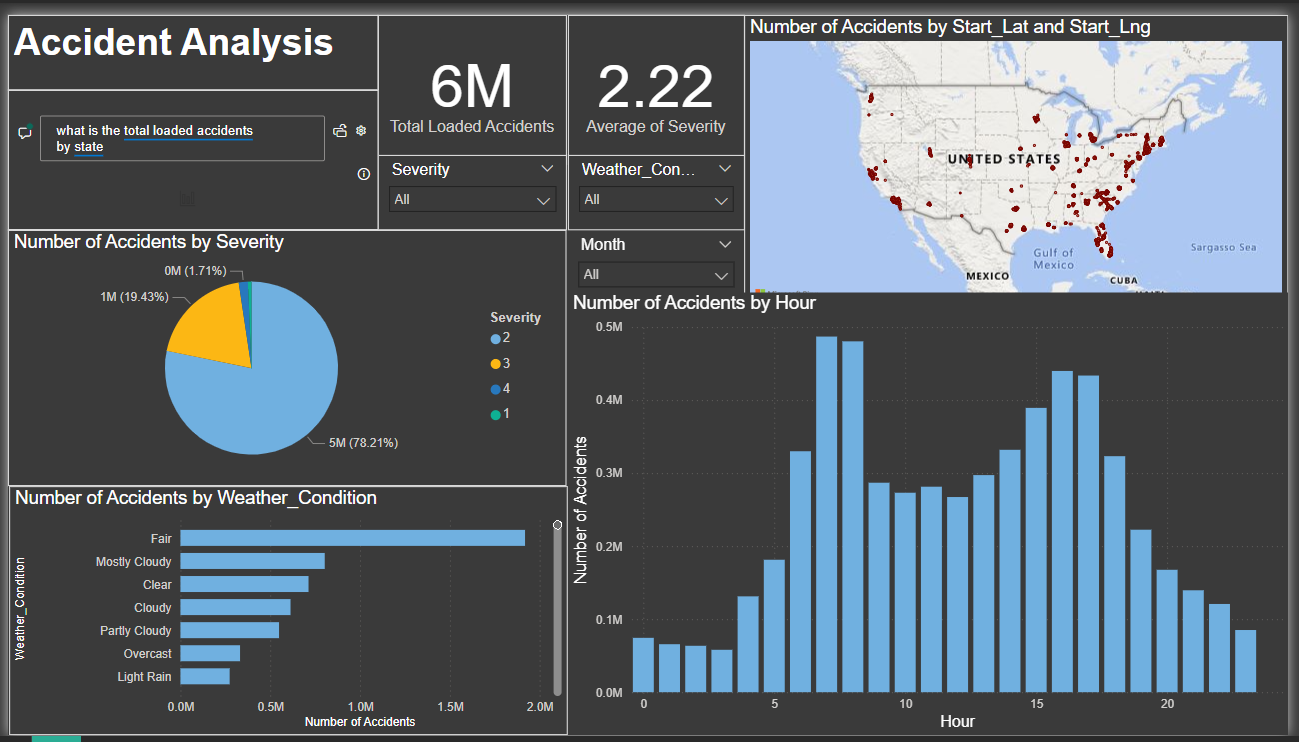 Accident Analysis
what is the total loaded accidents
by state
6M
Total Loaded Accidents
2.22
Average of Severity
Severity
All
Weather_Con...
All
Month
All
Number of Accidents by Start_Lat and Start_Lng
UNITED STATES
Gulf of
Mexico
Sargasso Sea
MEXICO
CUBA
Number of Accidents by Severity
0M (1.71%)
1M (19.43%)
5M (78.21%)
Severity
2
3
4
1
Number of Accidents by Weather_Condition
Weather_Condition
Fair
Mostly Cloudy
Clear
Cloudy
Partly Cloudy
Overcast
Light Rain
0.0M 0.5M 1.0M 1.5M 2.0M
Number of Accidents
Number of Accidents by Hour
Number of Accidents
0.5M
0.4M
0.3M
0.2M
0.1M
0.0M
0 5 10 15 20
Hour